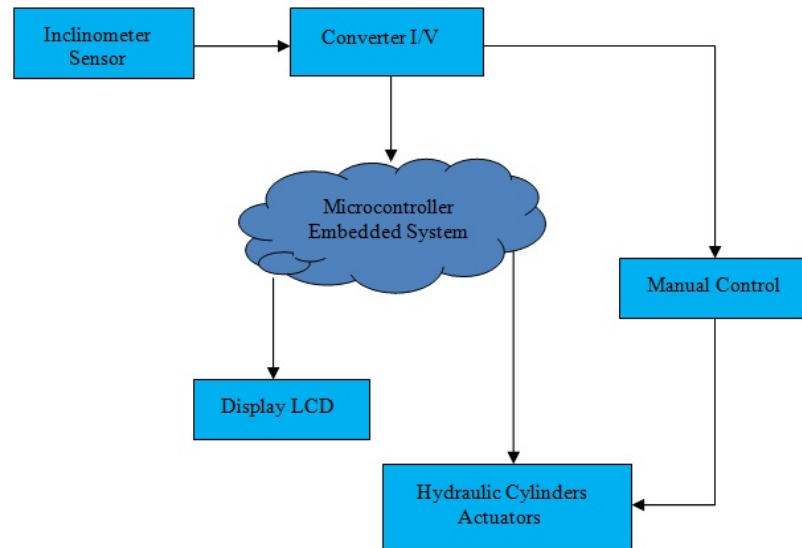 Inclinometer
Sensor
Converter I/V
Microcontroller
Embedded System
Manual Control
Display LCD
Hydraulic Cylinders
Actuators